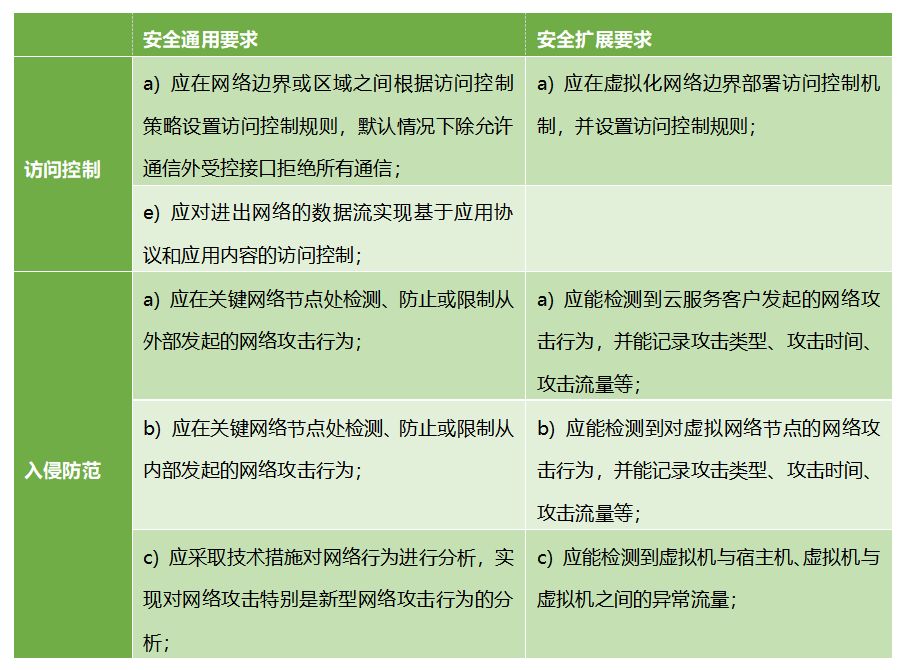 安全通用要求
安全扩展要求
访问控制
a) 应在网络边界或区域之间根据访问控制
策略设置访问控制规则，默认情况下除允许
通信外受控接口拒绝所有通信；
a) 应在虚拟化网络边界部署访问控制机
制，并设置访问控制规则；
e) 应对进出网络的数据流实现基于应用协
议和应用内容的访问控制；
入侵防范
a) 应在关键网络节点处检测、防止或限制从
外部发起的网络攻击行为；
a) 应能检测到云服务客户发起的网络攻
击行为，并能记录攻击类型、攻击时间、
攻击流量等；
b) 应在关键网络节点处检测、防止或限制从
内部发起的网络攻击行为；
b) 应能检测到对虚拟网络节点的网络攻
击行为，并能记录攻击类型、攻击时间、
攻击流量等；
c) 应采取技术措施对网络行为进行分析，实
现对网络攻击特别是新型网络攻击行为的分
析；
c) 应能检测到虚拟机与宿主机、虚拟机与
虚拟机之间的异常流量；